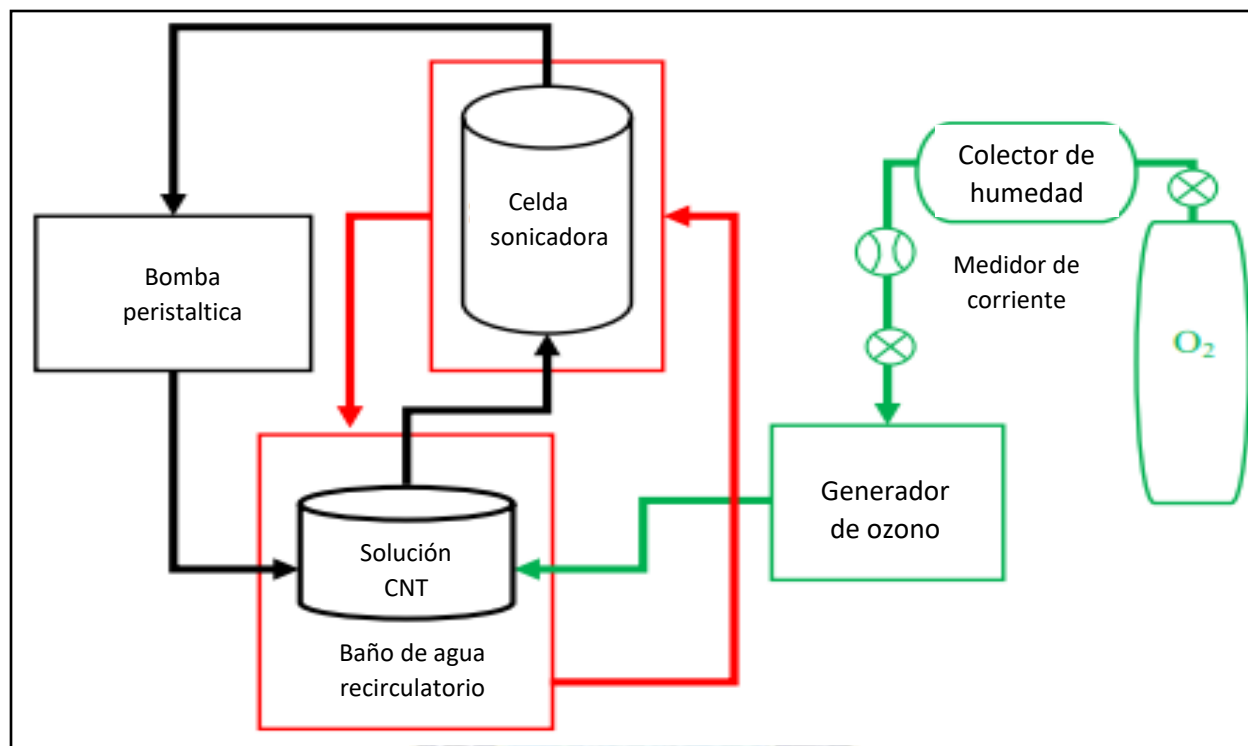 Celda
sonicadora
Bomba
peristaltica
Colector de
humedad
Medidor de
corriente
O₂
Generador
de ozono
Solución
CNT
Baño de agua
recirculatorio